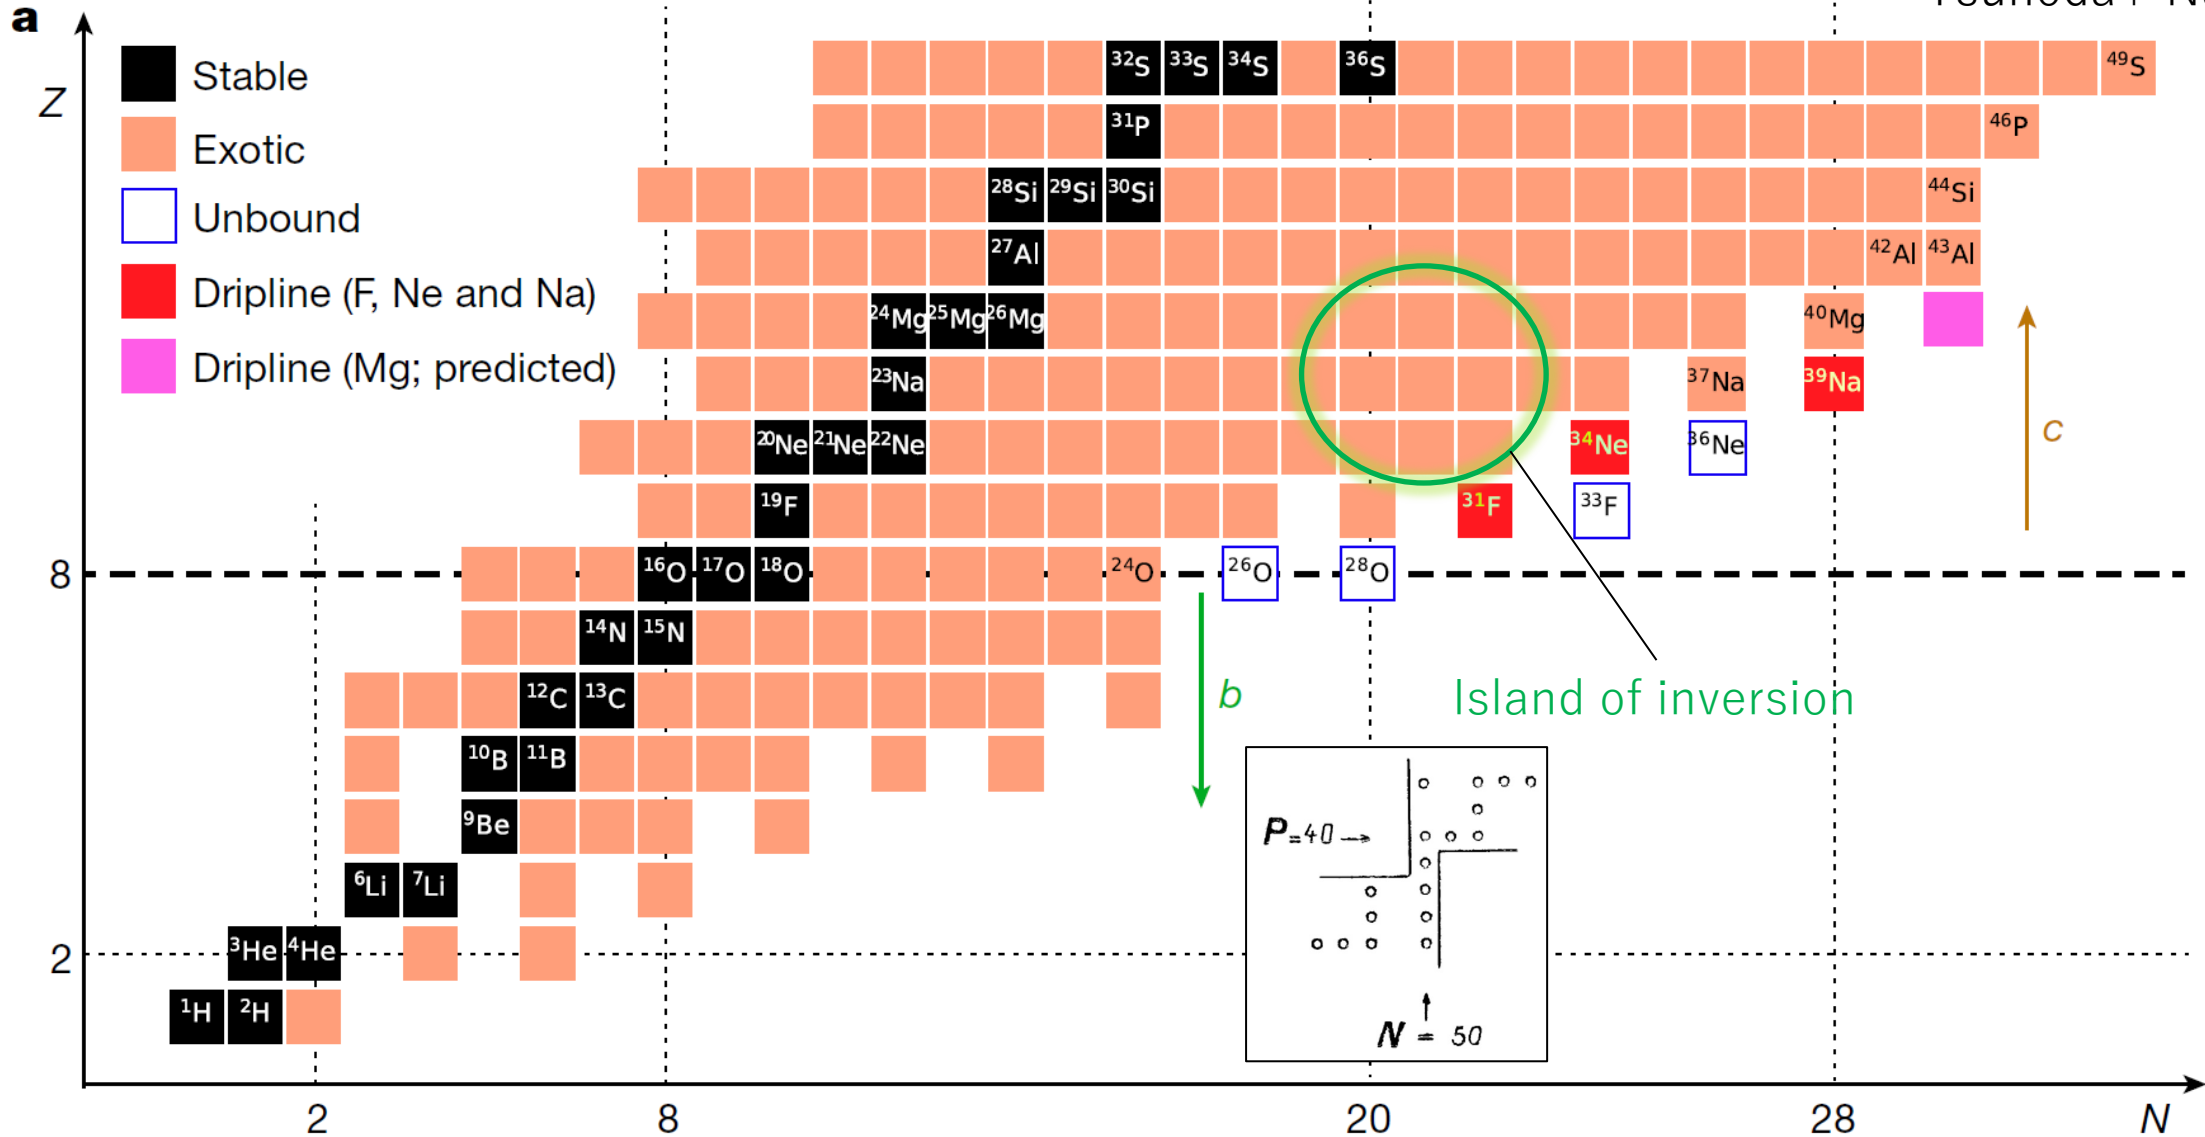 a
Z
Stable
Exotic
Unbound
Dripline (F, Ne and Na)
Dripline (Mg; predicted)
³²S ³³S ³⁴S ³⁶S ⁴⁹S
³¹P ⁴⁶P
²⁸Si ²⁹Si ³⁰Si ⁴⁴Si
²⁷Al ⁴²Al ⁴³Al
²⁴Mg ²⁵Mg ²⁶Mg ⁴⁰Mg
²³Na ³⁷Na ³⁹Na
²⁰Ne ²¹Ne ²²Ne ³⁴Ne ³⁶Ne
c
¹⁹F ³¹F ³³F
8 ¹⁶O ¹⁷O ¹⁸O ²⁴O ²⁶O ²⁸O
¹⁴N ¹⁵N
¹²C ¹³C
b
Island of inversion
¹⁰B ¹¹B
⁹Be
⁶Li ⁷Li
2 ³He ⁴He
¹H ²H
P=40→
N = 50
2 8 20 28 N